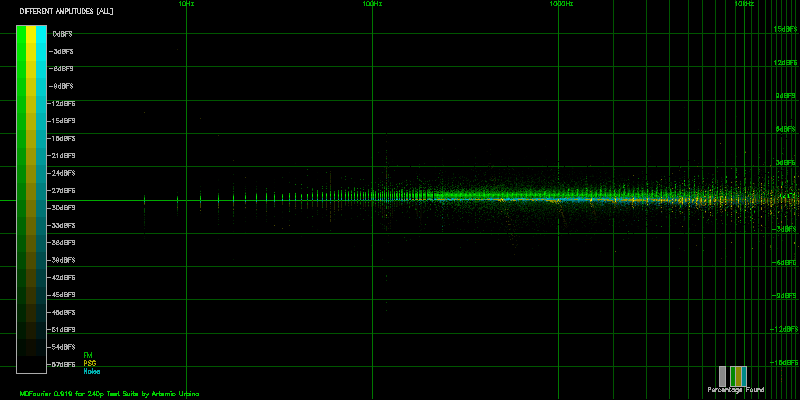 DIFFERENT AMPLITUDES [ALL]
10Hz 100Hz 1000Hz 10kHz
0dBFS
-3dBFS
-6dBFS
-9dBFS
-12dBFS
-15dBFS
-18dBFS
-21dBFS
-24dBFS
-27dBFS
-30dBFS
-33dBFS
-36dBFS
-39dBFS
-42dBFS
-45dBFS
-48dBFS
-51dBFS
-54dBFS
-57dBFS
15dBFS
12dBFS
9dBFS
6dBFS
3dBFS
-3dBFS
-6dBFS
-9dBFS
-12dBFS
-15dBFS
FM
PSG
Noise
Percentage Found
MDFourier 0.919 for 240p Test Suite by Artemio Urbina